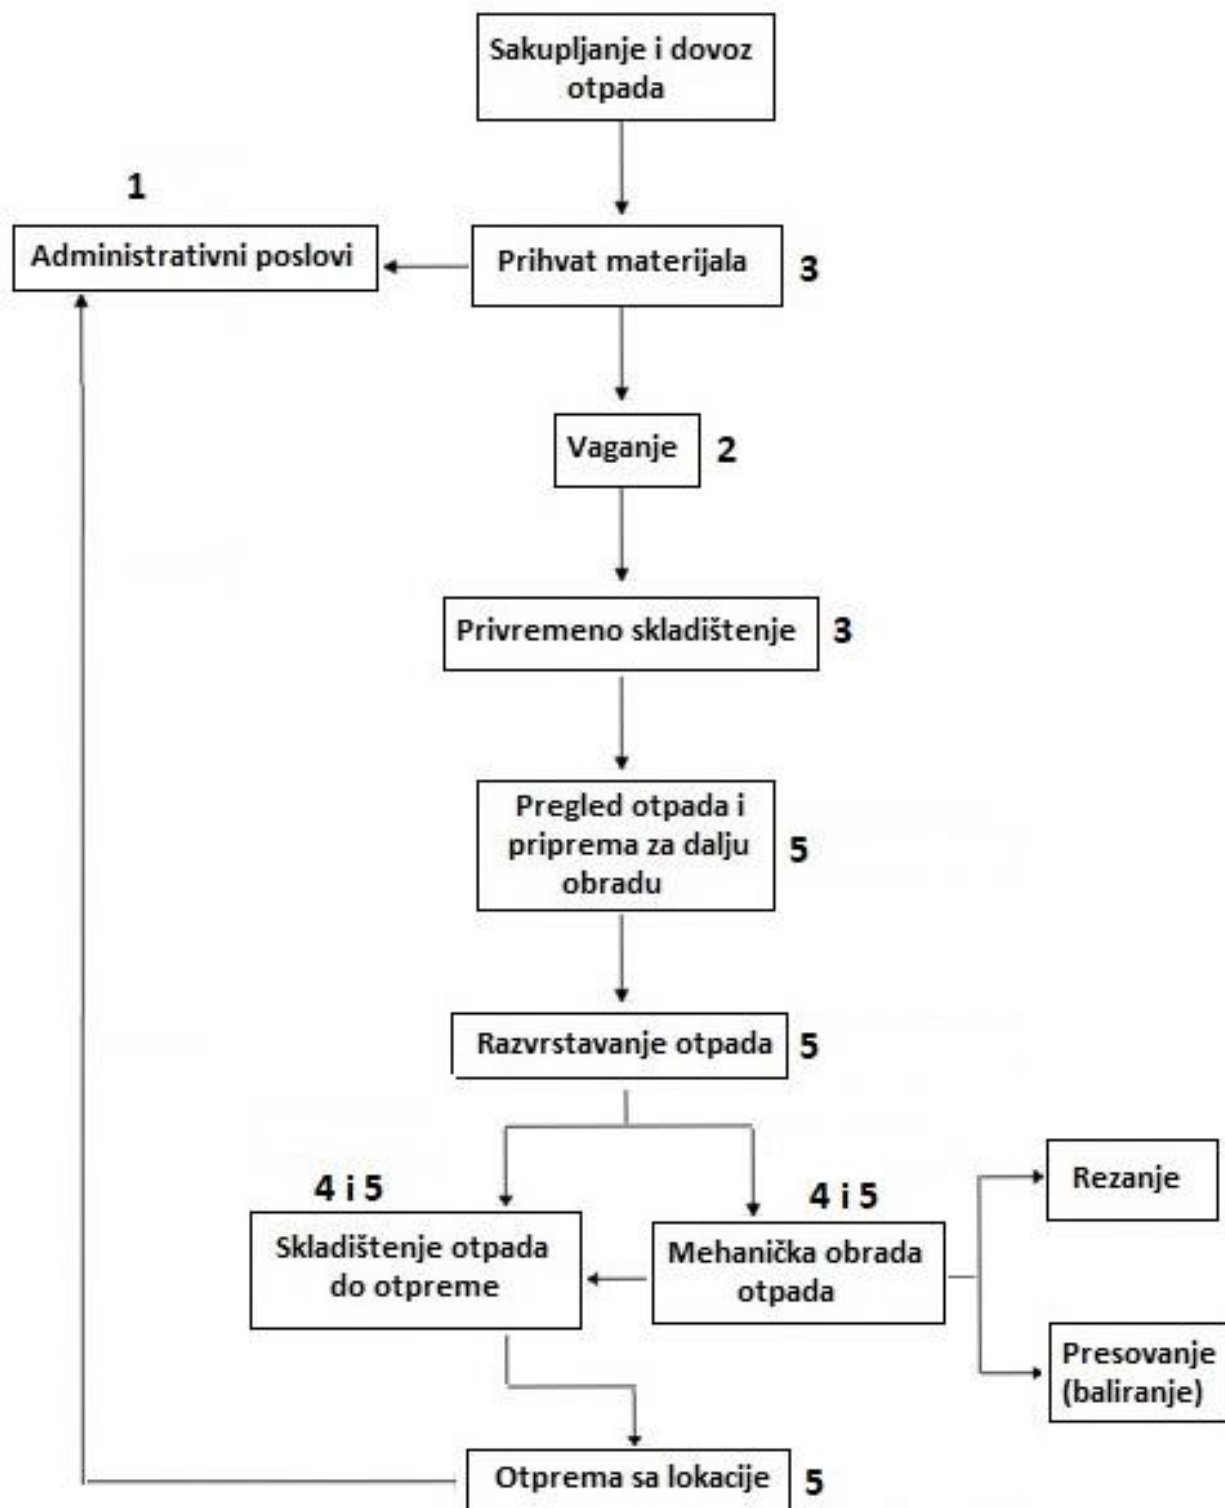 Sakupljanje i dovoz
otpada
1
Administrativni poslovi
Prihvat materijala
3
Vaganje
2
Privremeno skladištenje
3
Pregled otpada i
priprema za dalju
obradu
5
Razvrstavanje otpada
5
4 i 5
Skladištenje otpada
do otpreme
4 i 5
Mehanička obrada
otpada
Rezanje
Presovanje
(baliranje)
Otprema sa lokacije
5